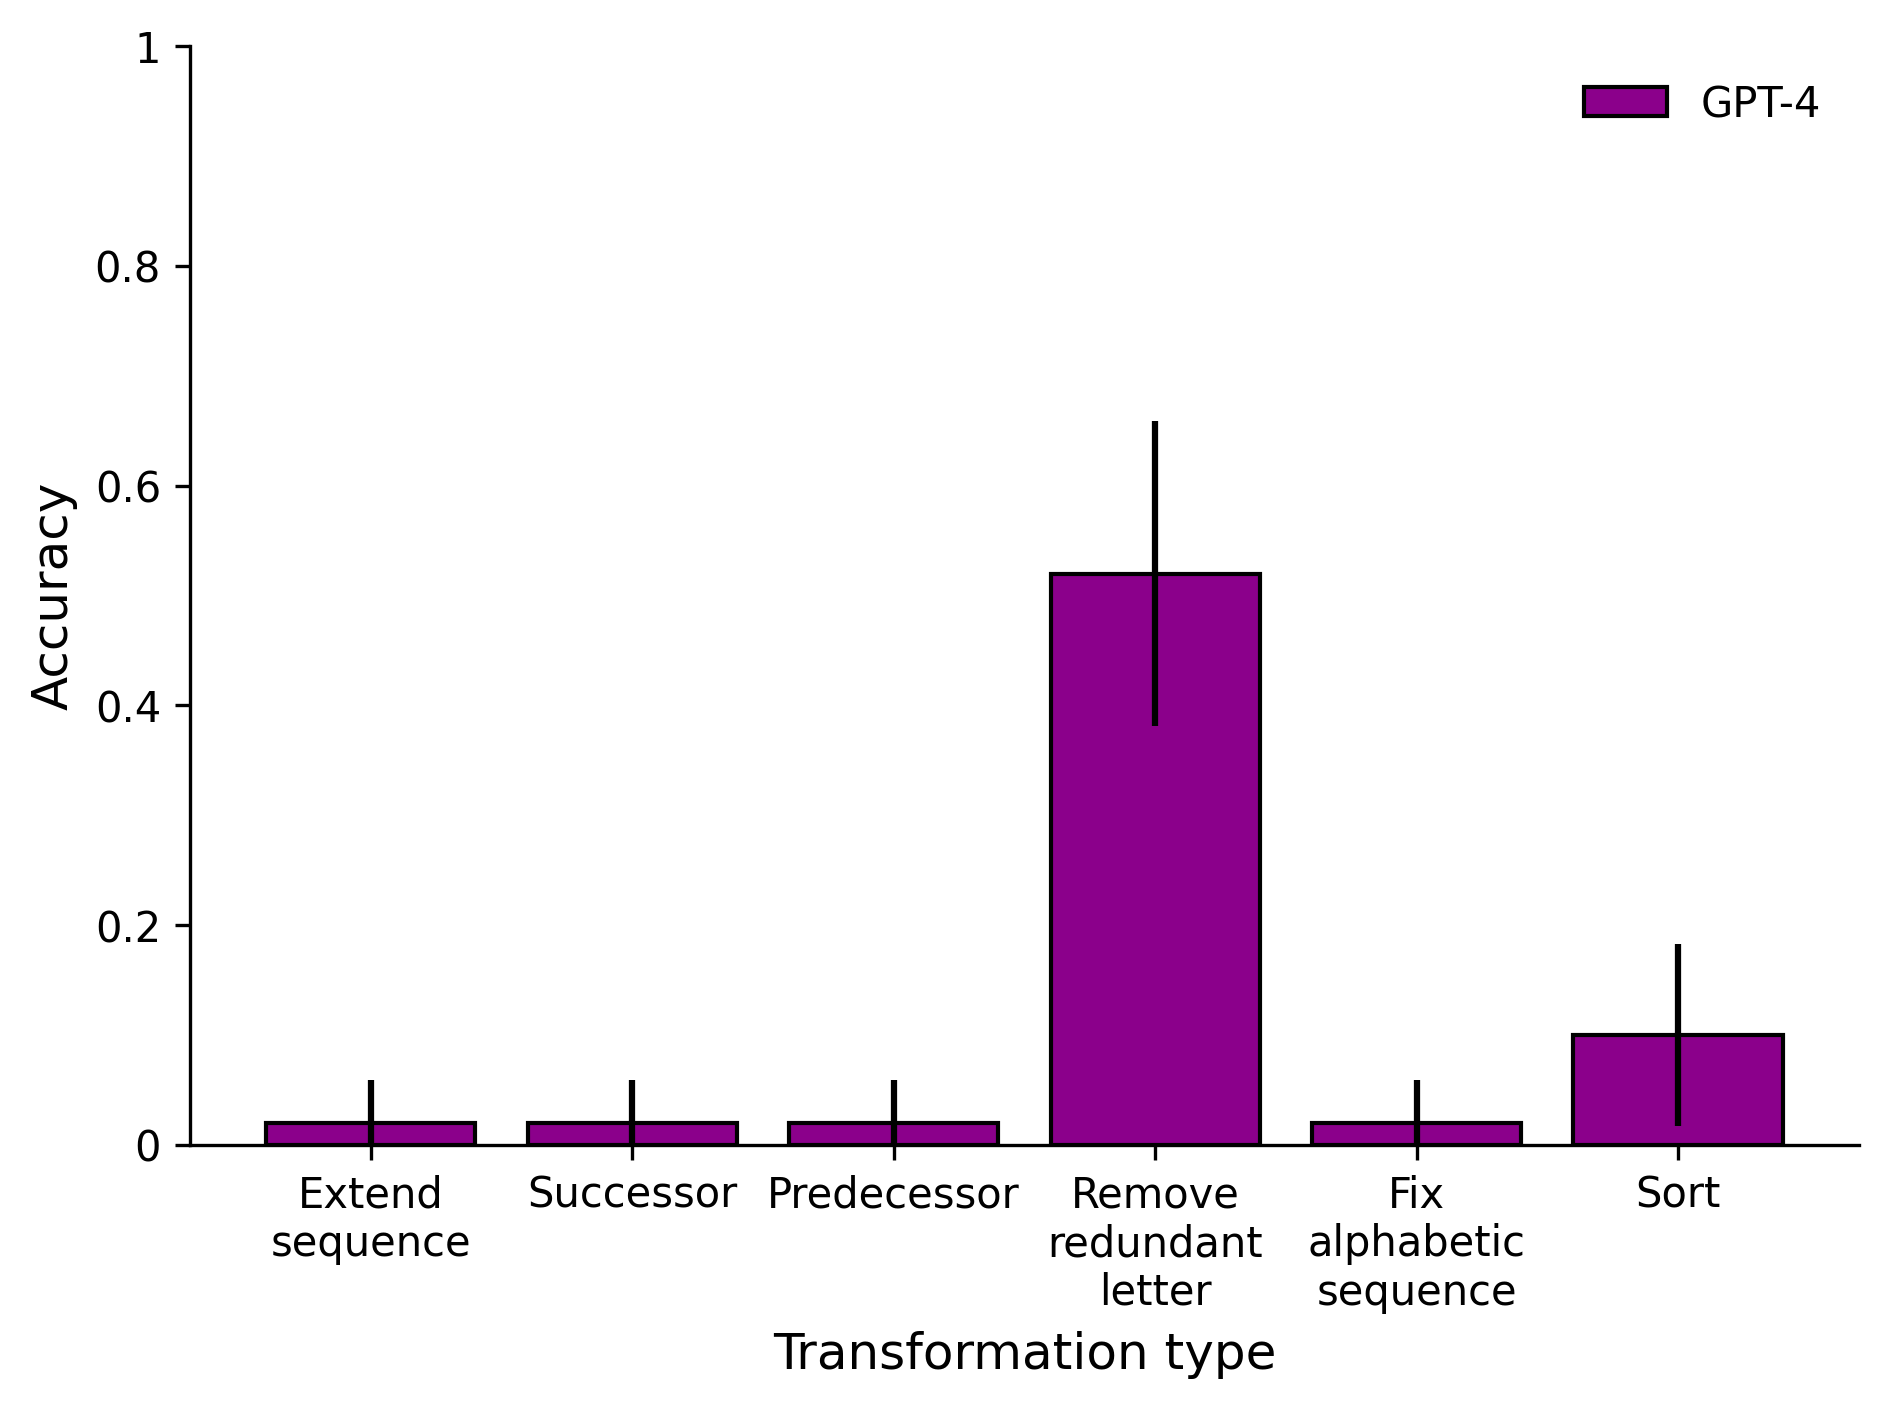 1
GPT-4
0.8
0.6
0.4
0.2
0
Accuracy
Extend
sequence
Successor
Predecessor
Remove
redundant
letter
Fix
alphabetic
sequence
Sort
Transformation type